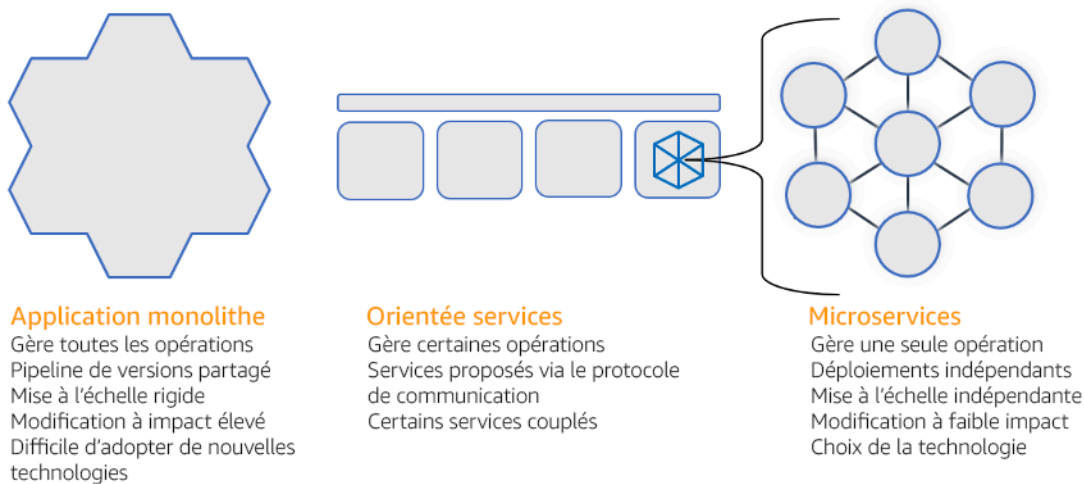 Application monolithe
Gère toutes les opérations
Pipeline de versions partagé
Mise à l'échelle rigide
Modification à impact élevé
Difficile d'adopter de nouvelles
technologies
Orientée services
Gère certaines opérations
Services proposés via le protocole
de communication
Certains services couplés
Microservices
Gère une seule opération
Déploiements indépendants
Mise à l'échelle indépendante
Modification à faible impact
Choix de la technologie